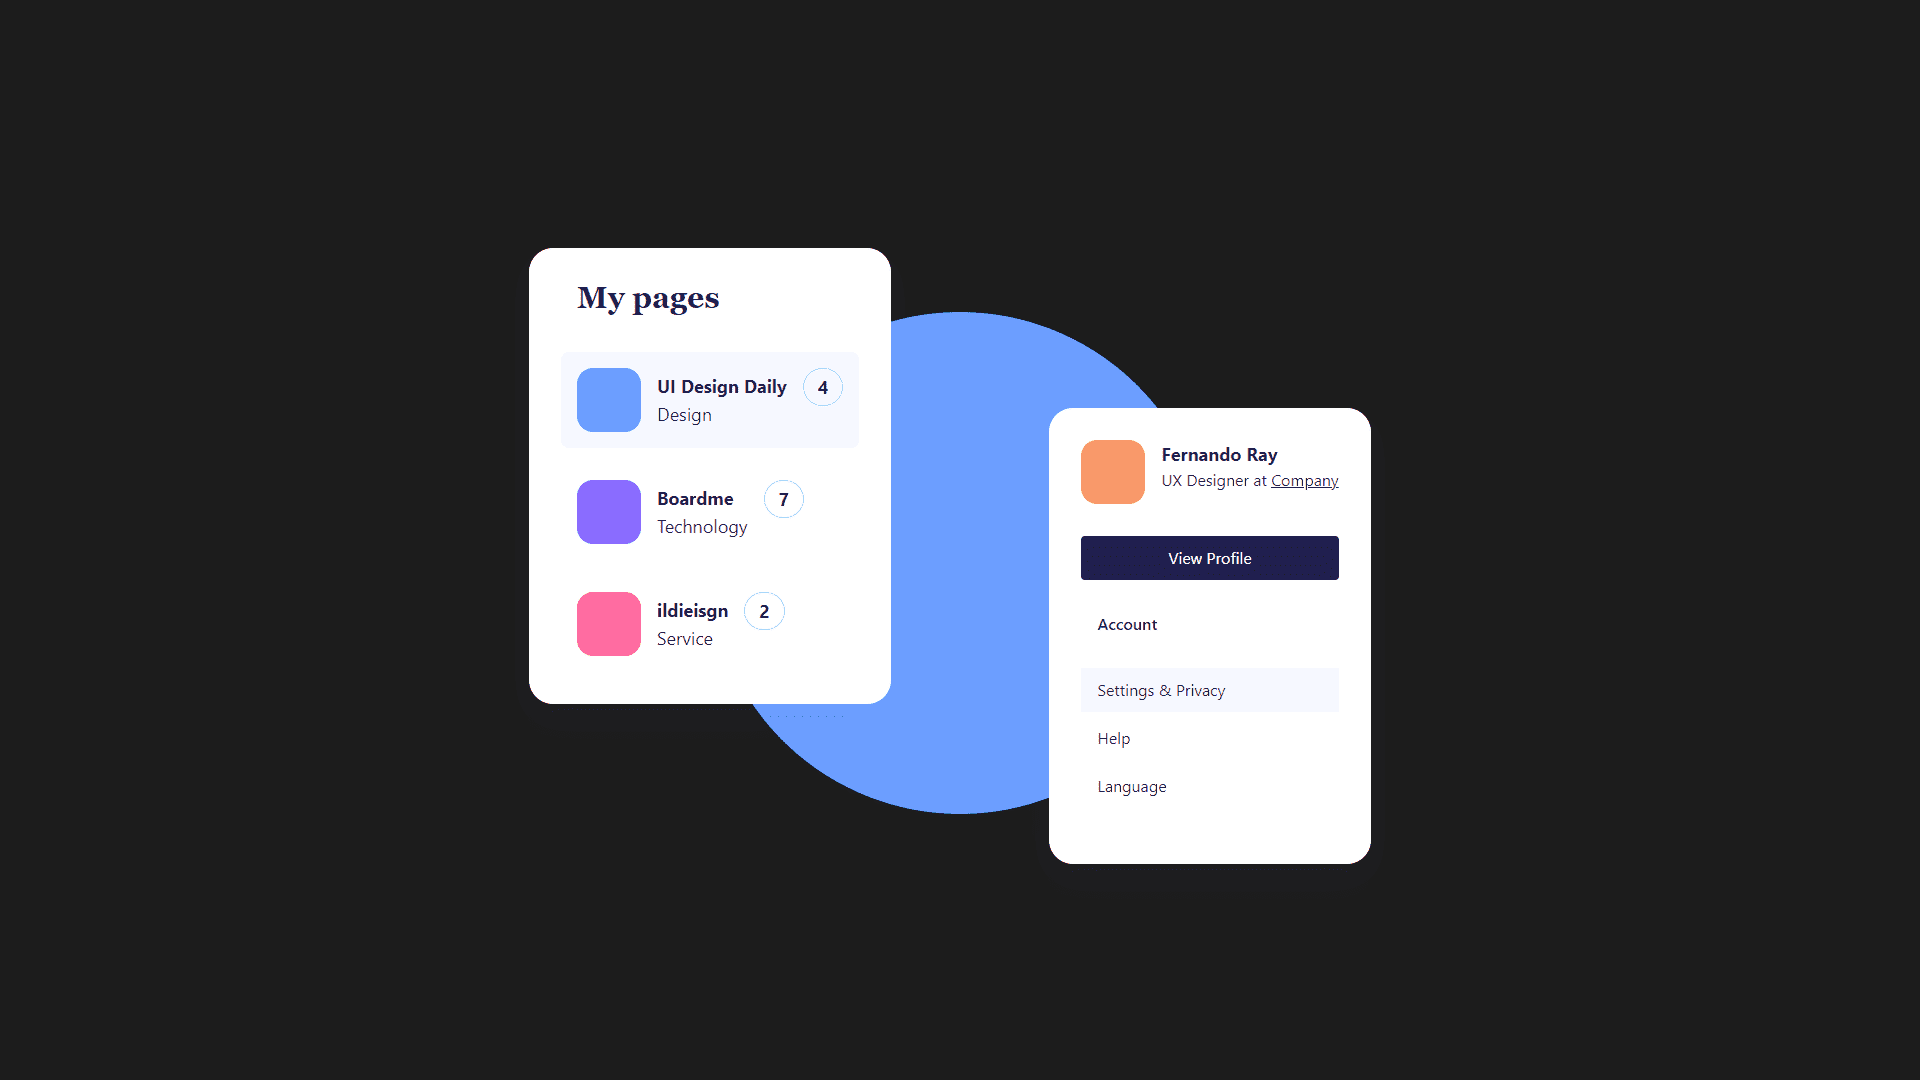 My pages
UI Design Daily
4
Design
Boardme
7
Technology
ildieisgn
2
Service
Fernando Ray
UX Designer at Company
View Profile
Account
Settings & Privacy
Help
Language